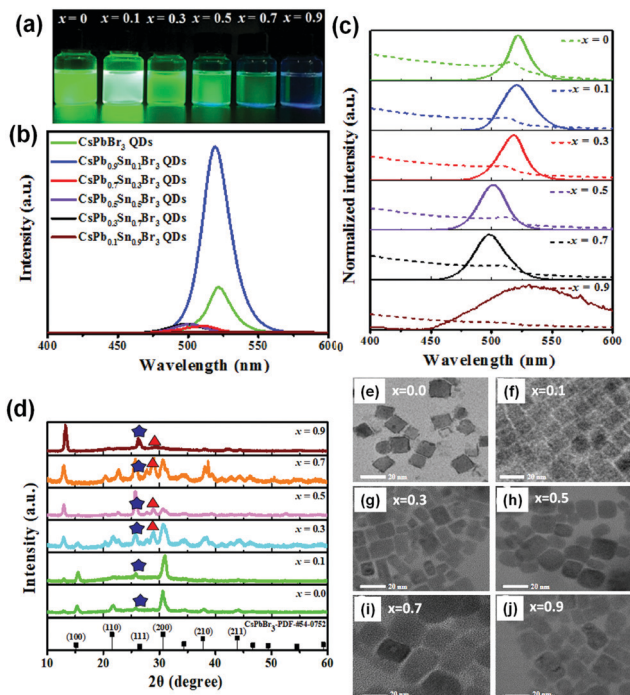 (a)
x = 0 x = 0.1 x = 0.3 x = 0.5 x = 0.7 x = 0.9
(b)
CsPbBr₃ QDs
CsPb₀.₉Sn₀.₁Br₃ QDs
CsPb₀.₇Sn₀.₃Br₃ QDs
CsPb₀.₅Sn₀.₅Br₃ QDs
CsPb₀.₃Sn₀.₇Br₃ QDs
CsPb₀.₁Sn₀.₉Br₃ QDs
Intensity (a.u.)
400 450 500 550 600
Wavelength (nm)
(c)
x = 0
x = 0.1
x = 0.3
x = 0.5
x = 0.7
x = 0.9
Normalized intensity (a.u.)
400 450 500 550 600
Wavelength (nm)
(d)
x = 0.9
x = 0.7
x = 0.5
x = 0.3
x = 0.1
x = 0.0
CsPbBr₃-PDF-#54-0752
(100) (110) (111) (200) (210) (211)
Intensity (a.u.)
10 20 30 40 50 60
2θ (degree)
(e) x=0.0
20 nm
(f) x=0.1
20 nm
(g) x=0.3
20 nm
(h) x=0.5
20 nm
(i) x=0.7
20 nm
(j) x=0.9
20 nm